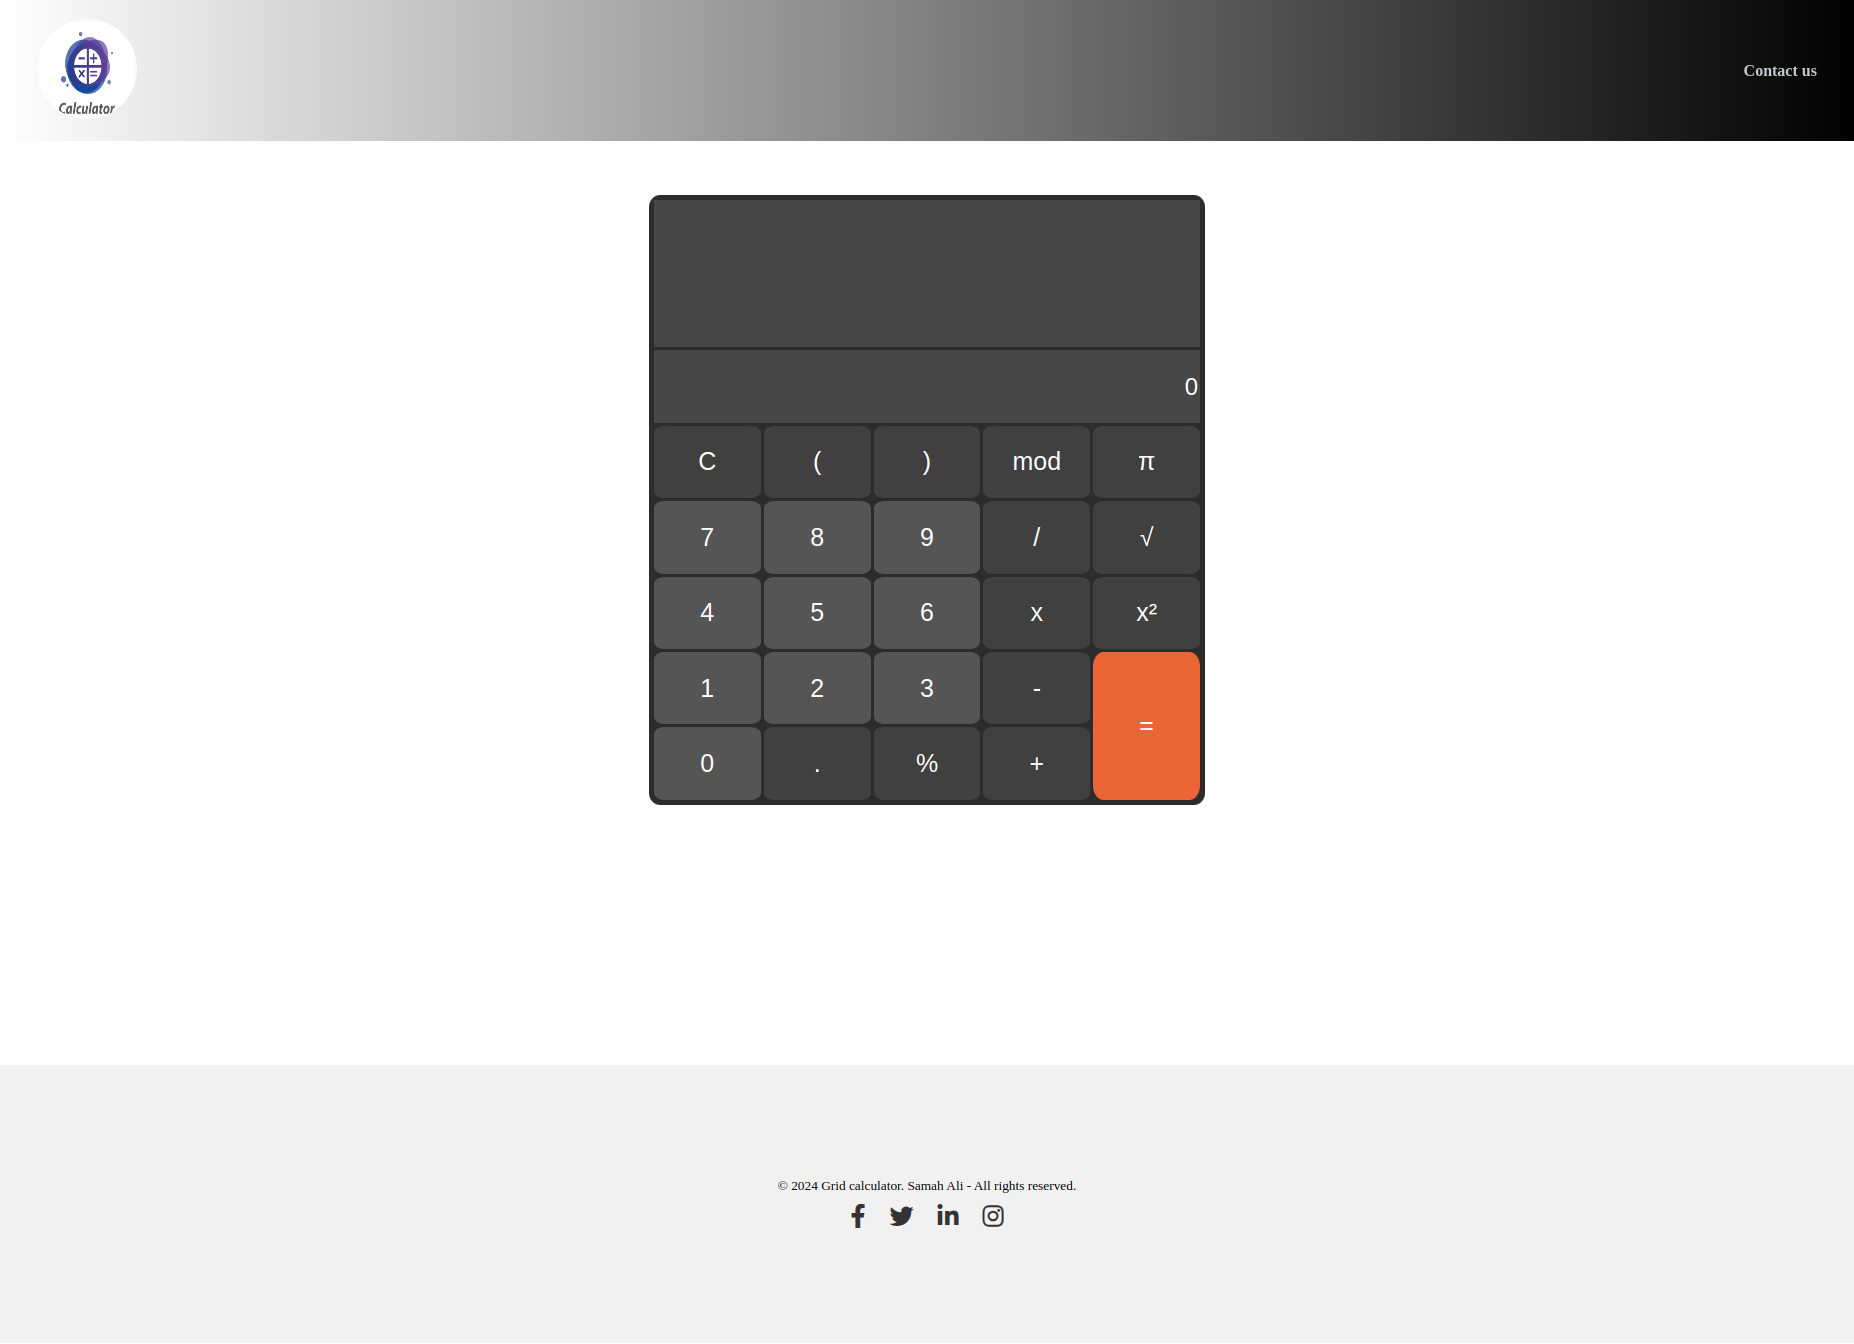 Calculator
Contact us
0
C ( ) mod π
7 8 9 / √
4 5 6 x x²
1 2 3 -
=
0 . % +
© 2024 Grid calculator. Samah Ali - All rights reserved.